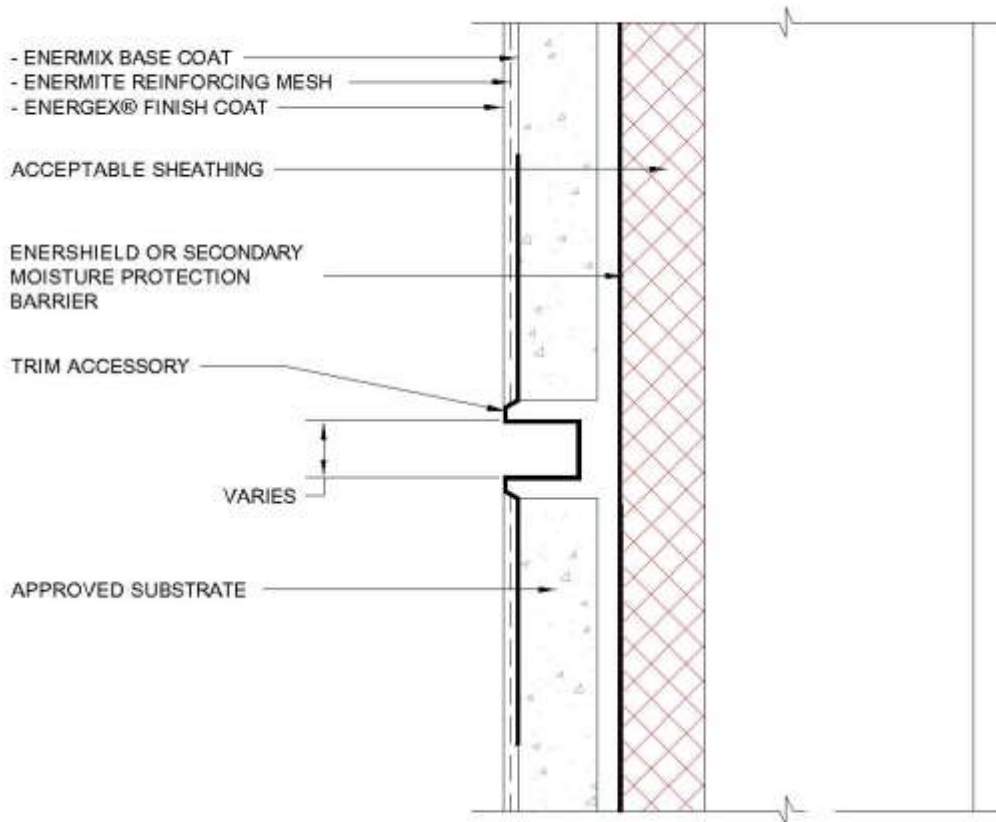 - ENERMIX BASE COAT
- ENERMITE REINFORCING MESH
- ENERGEX® FINISH COAT
ACCEPTABLE SHEATHING
ENERSHIELD OR SECONDARY
MOISTURE PROTECTION
BARRIER
TRIM ACCESSORY
VARIES
APPROVED SUBSTRATE